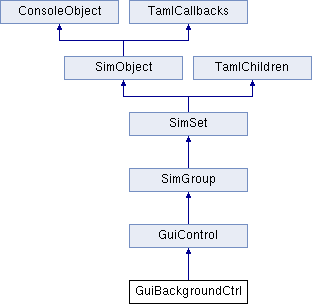 ConsoleObject TamlCallbacks
SimObject TamlChildren
SimSet
SimGroup
GuiControl
GuiBackgroundCtrl